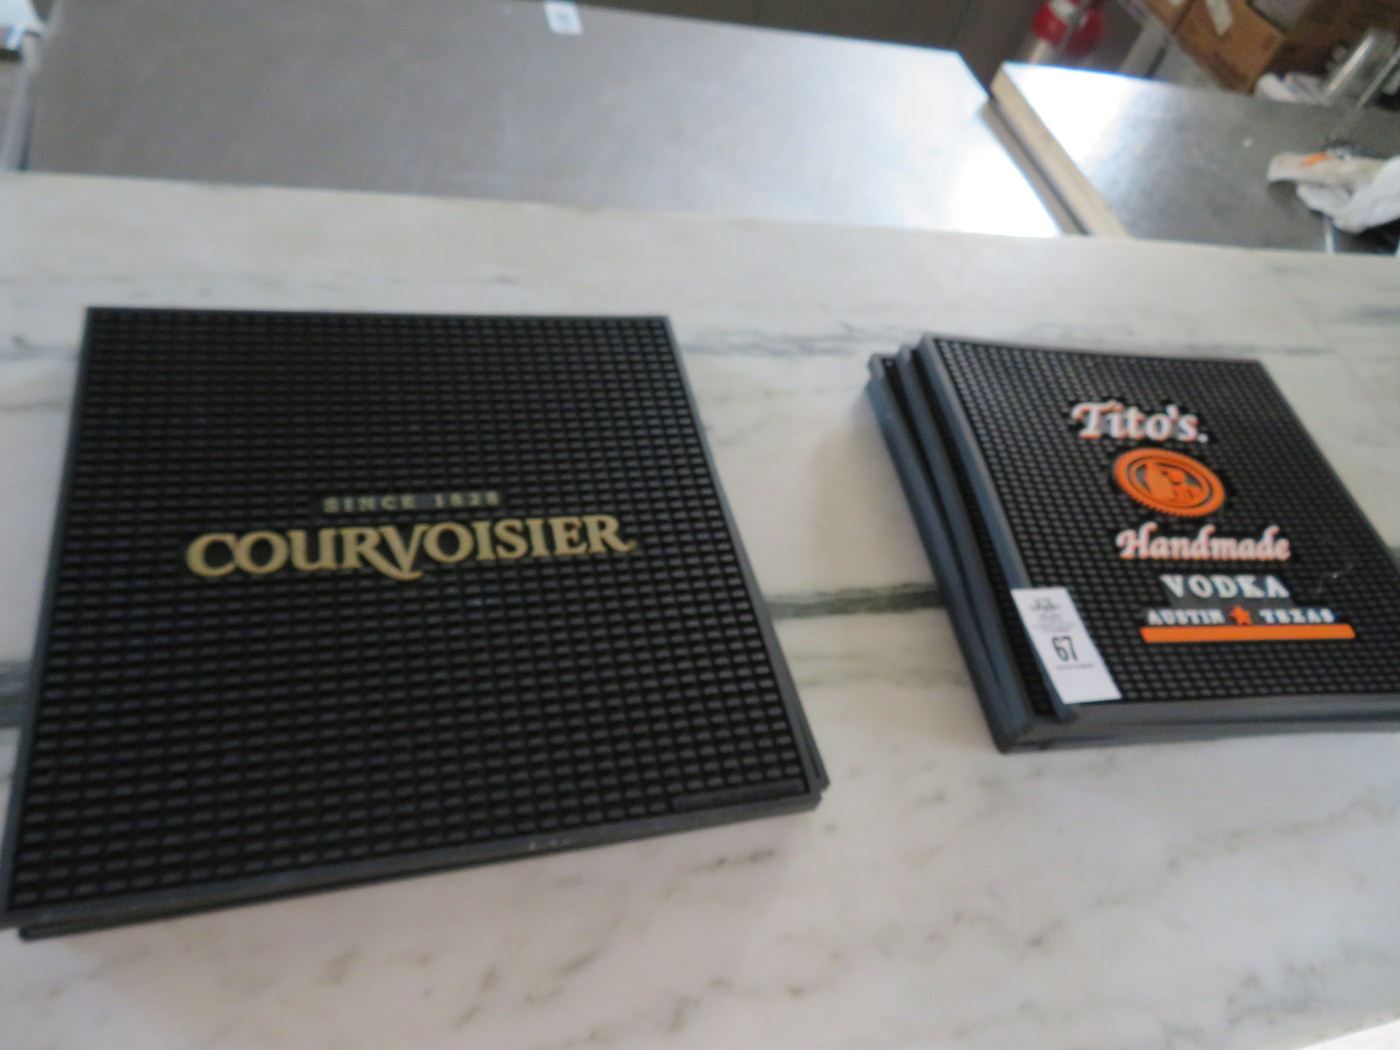 SINCE 1828
COURVOISIER
Tito's.
Handmade
VODKA
AUSTIN TEXAS
67